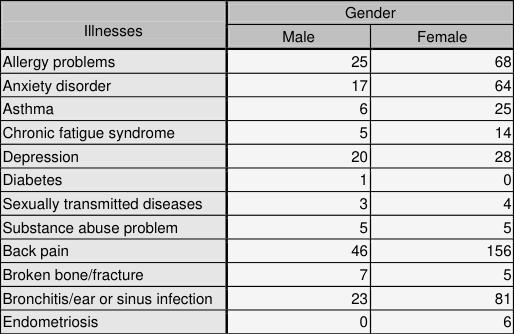 Illnesses Gender
Male Female
Allergy problems 25 68
Anxiety disorder 17 64
Asthma 6 25
Chronic fatigue syndrome 5 14
Depression 20 28
Diabetes 1 0
Sexually transmitted diseases 3 4
Substance abuse problem 5 5
Back pain 46 156
Broken bone/fracture 7 5
Bronchitis/ear or sinus infection 23 81
Endometriosis 0 6